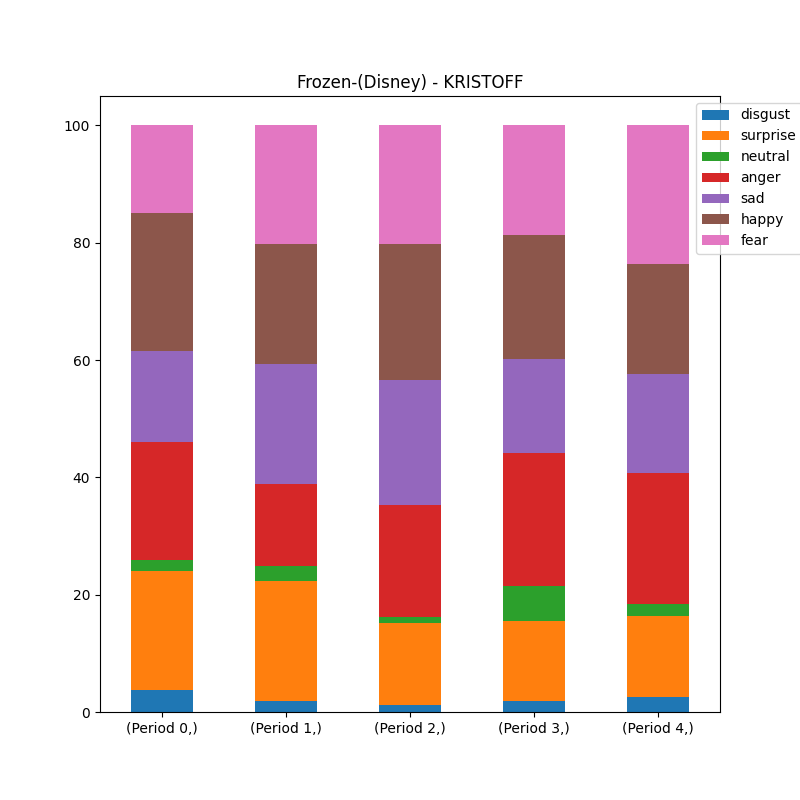 Frozen-(Disney) - KRISTOFF
100
80
60
40
20
0
disgust
surprise
neutral
anger
sad
happy
fear
(Period 0,) (Period 1,) (Period 2,) (Period 3,) (Period 4,)